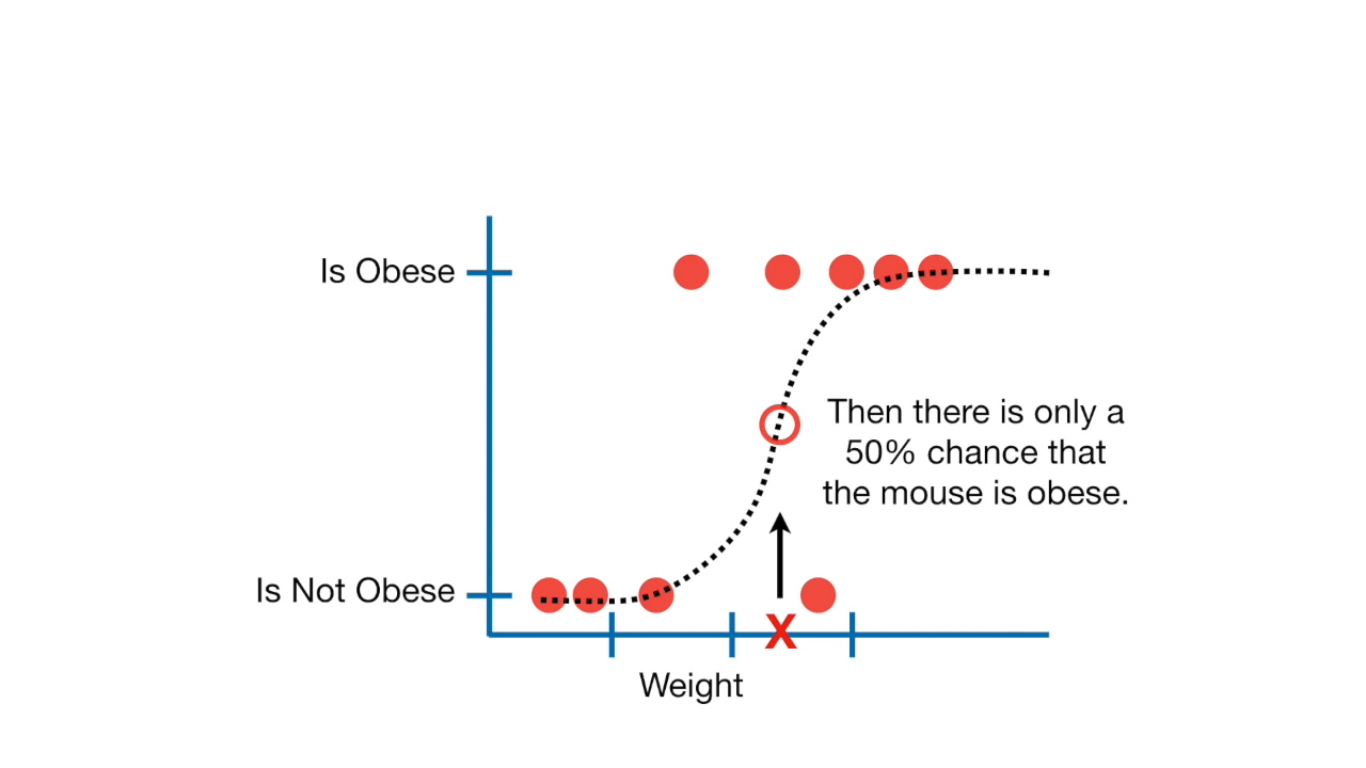 Is Obese
Then there is only a
50% chance that
the mouse is obese.
Is Not Obese
X
Weight